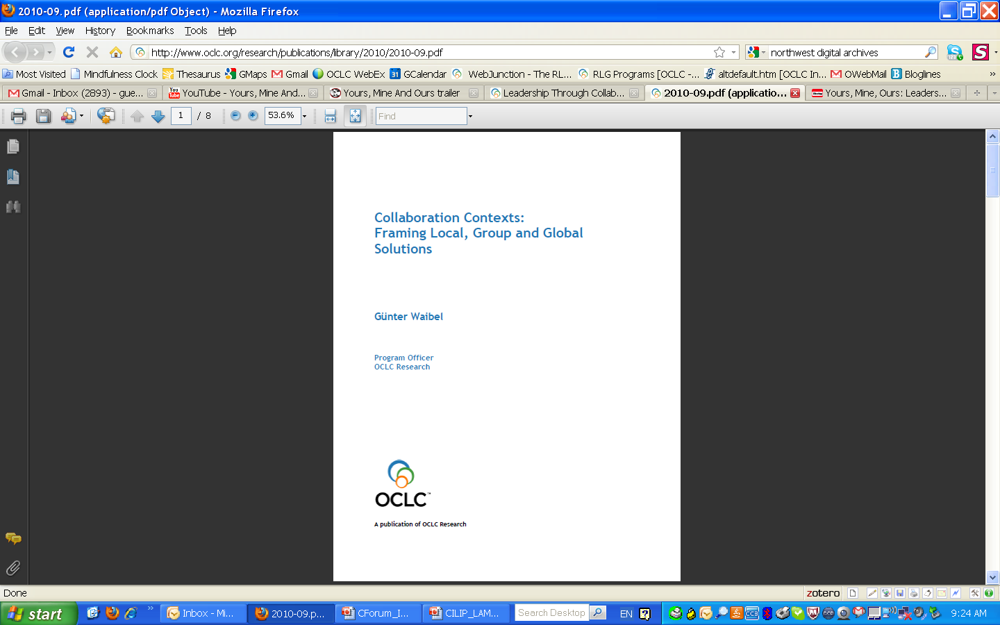 2010-09.pdf (application/pdf Object) - Mozilla Firefox
File Edit View History Bookmarks Tools Help
http://www.oclc.org/research/publications/library/2010/2010-09.pdf
northwest digital archives
Most Visited Mindfulness Clock Thesaurus GMaps Gmail OCLC WebEx 31 GCalendar WebJunction - The RL... RLG Programs [OCLC -... altdefault.htm [OCLC In... OWebMail Bloglines »
Gmail - Inbox (2893) - gue... YouTube - Yours, Mine And... Yours, Mine And Ours trailer Leadership Through Collab... 2010-09.pdf (applicatio... Yours, Mine, Ours: Leaders...
1 / 8 53.6% Find
Collaboration Contexts:
Framing Local, Group and Global
Solutions
Günter Waibel
Program Officer
OCLC Research
OCLC™
A publication of OCLC Research
Done
zotero
start
Inbox - Mi...
2010-09.p...
CForum_I...
CILIP_LAM...
Search Desktop
EN
9:24 AM